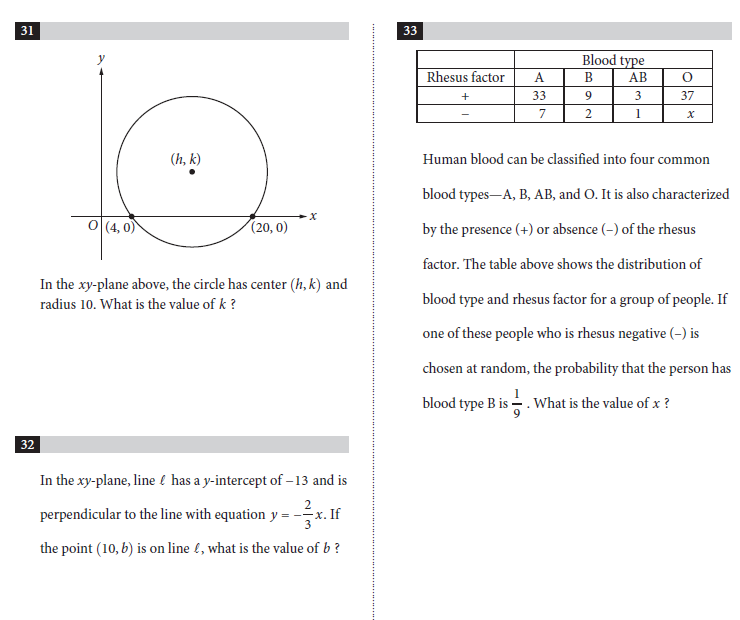 31
y
(h, k)
x
O (4, 0) (20, 0)
In the xy-plane above, the circle has center (h, k) and
radius 10. What is the value of k ?
32
In the xy-plane, line ℓ has a y-intercept of −13 and is
perpendicular to the line with equation y = −2/3 x. If
the point (10, b) is on line ℓ, what is the value of b ?
33
Blood type
Rhesus factor A B AB O
+ 33 9 3 37
− 7 2 1 x
Human blood can be classified into four common
blood types—A, B, AB, and O. It is also characterized
by the presence (+) or absence (−) of the rhesus
factor. The table above shows the distribution of
blood type and rhesus factor for a group of people. If
one of these people who is rhesus negative (−) is
chosen at random, the probability that the person has
blood type B is 1/9 . What is the value of x ?